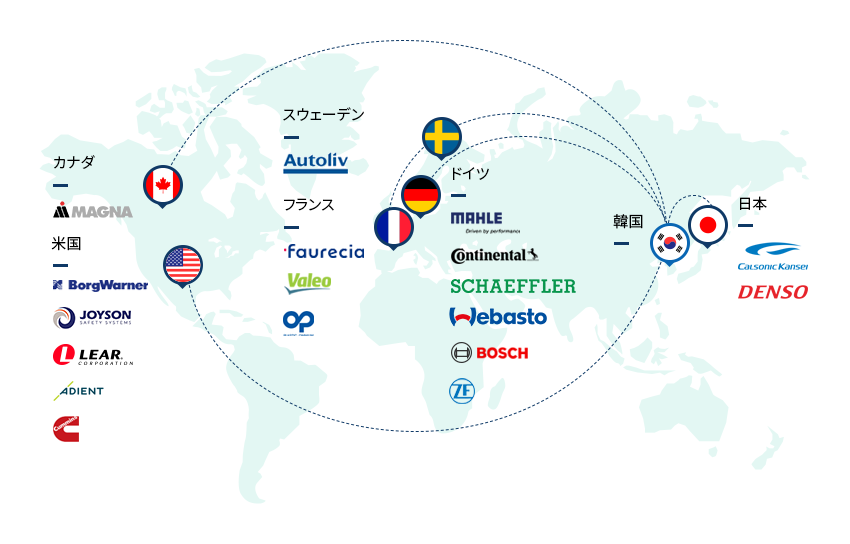 カナダ
MAGNA
米国
BorgWarner
JOYSON
SAFETY SYSTEMS
LEAR
CORPORATION
ADIENT
Cummins
スウェーデン
Autoliv
フランス
faurecia
Valeo
OP
ドイツ
MAHLE
Driven by performance
Continental
SCHAEFFLER
Webasto
BOSCH
ZF
韓国
日本
Calsonic Kansei
DENSO